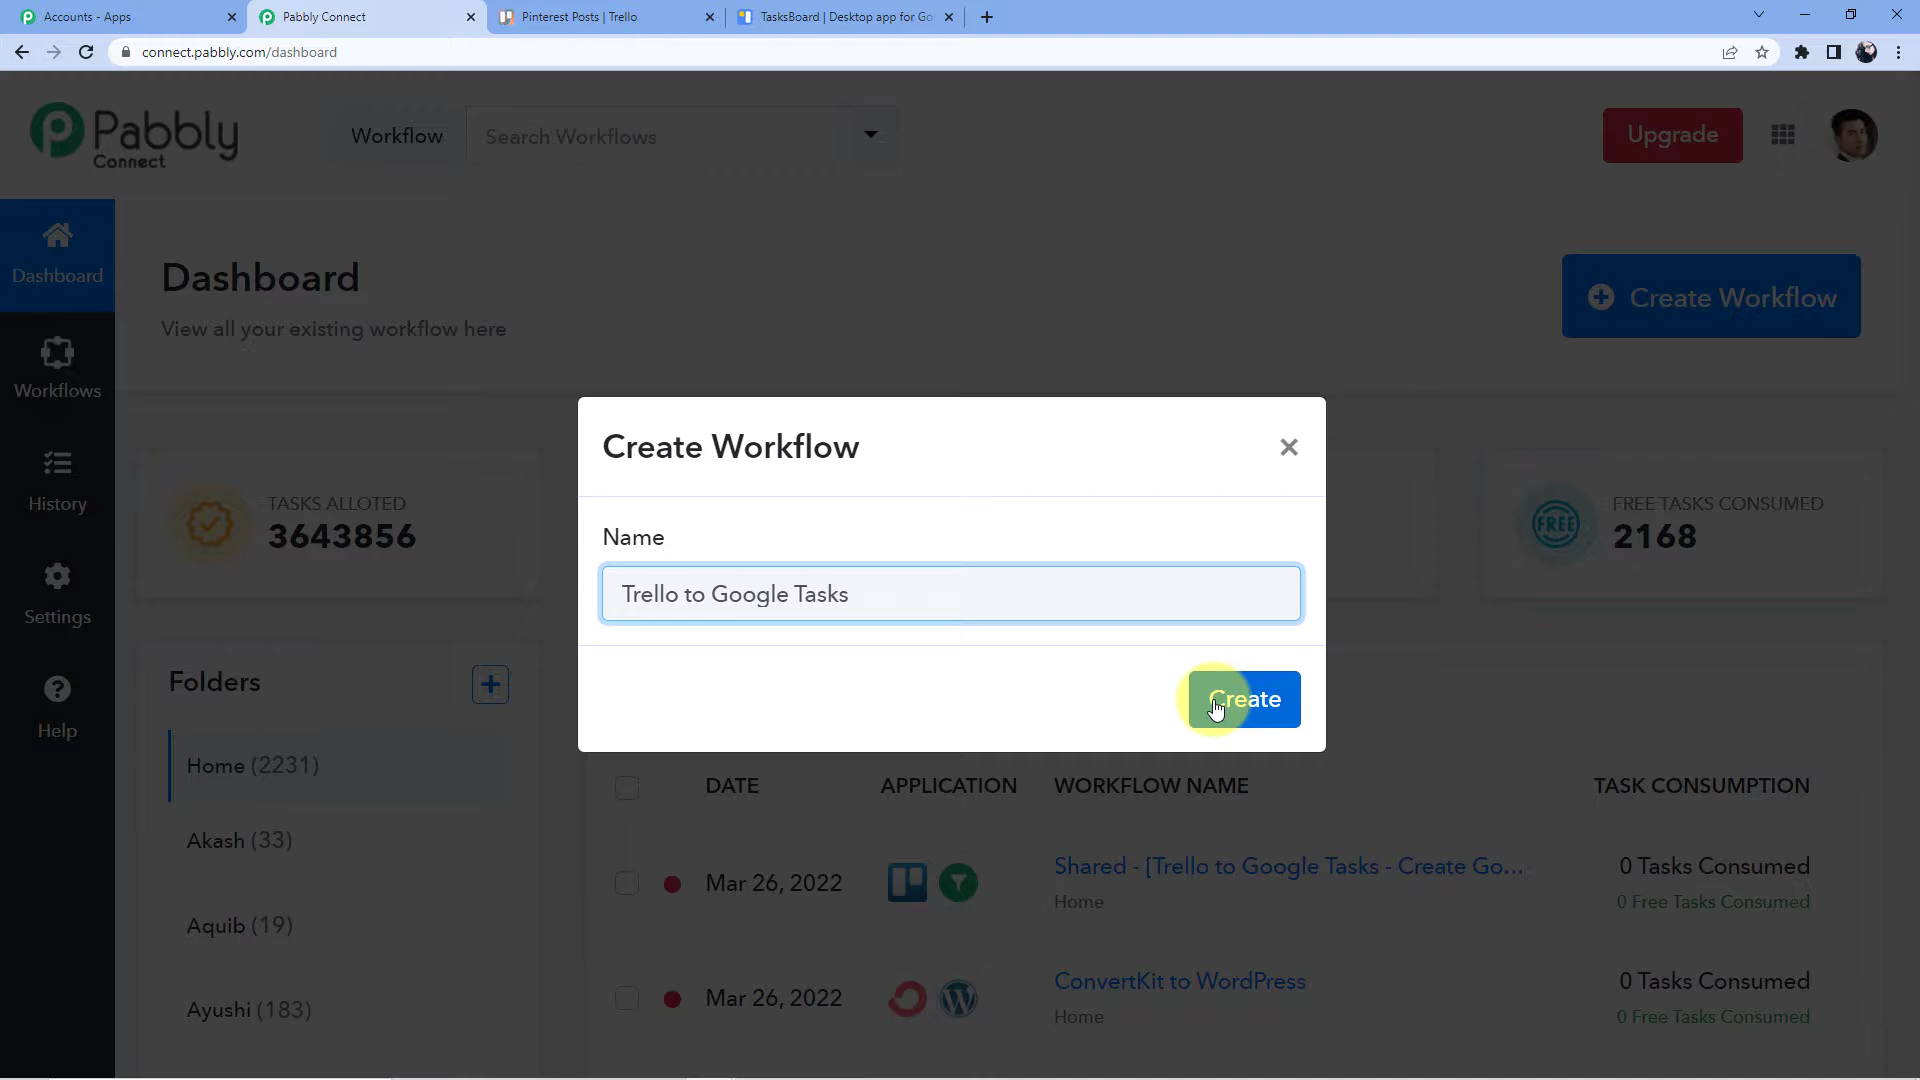 Accounts - Apps
Pabbly Connect
Pinterest Posts | Trello
TasksBoard | Desktop app for Go
connect.pabbly.com/dashboard
Pabbly
Connect
Workflow
Search Workflows
Upgrade
Dashboard
Workflows
History
Settings
Help
Dashboard
View all your existing workflow here
Create Workflow
TASKS ALLOTED
3643856
FREE
FREE TASKS CONSUMED
2168
Create Workflow
Name
Trello to Google Tasks
Create
Folders
Home (2231)
Akash (33)
Aquib (19)
Ayushi (183)
DATE APPLICATION WORKFLOW NAME TASK CONSUMPTION
Mar 26, 2022 Shared - [Trello to Google Tasks - Create Go... 0 Tasks Consumed
Home 0 Free Tasks Consumed
Mar 26, 2022 ConvertKit to WordPress 0 Tasks Consumed
Home 0 Free Tasks Consumed